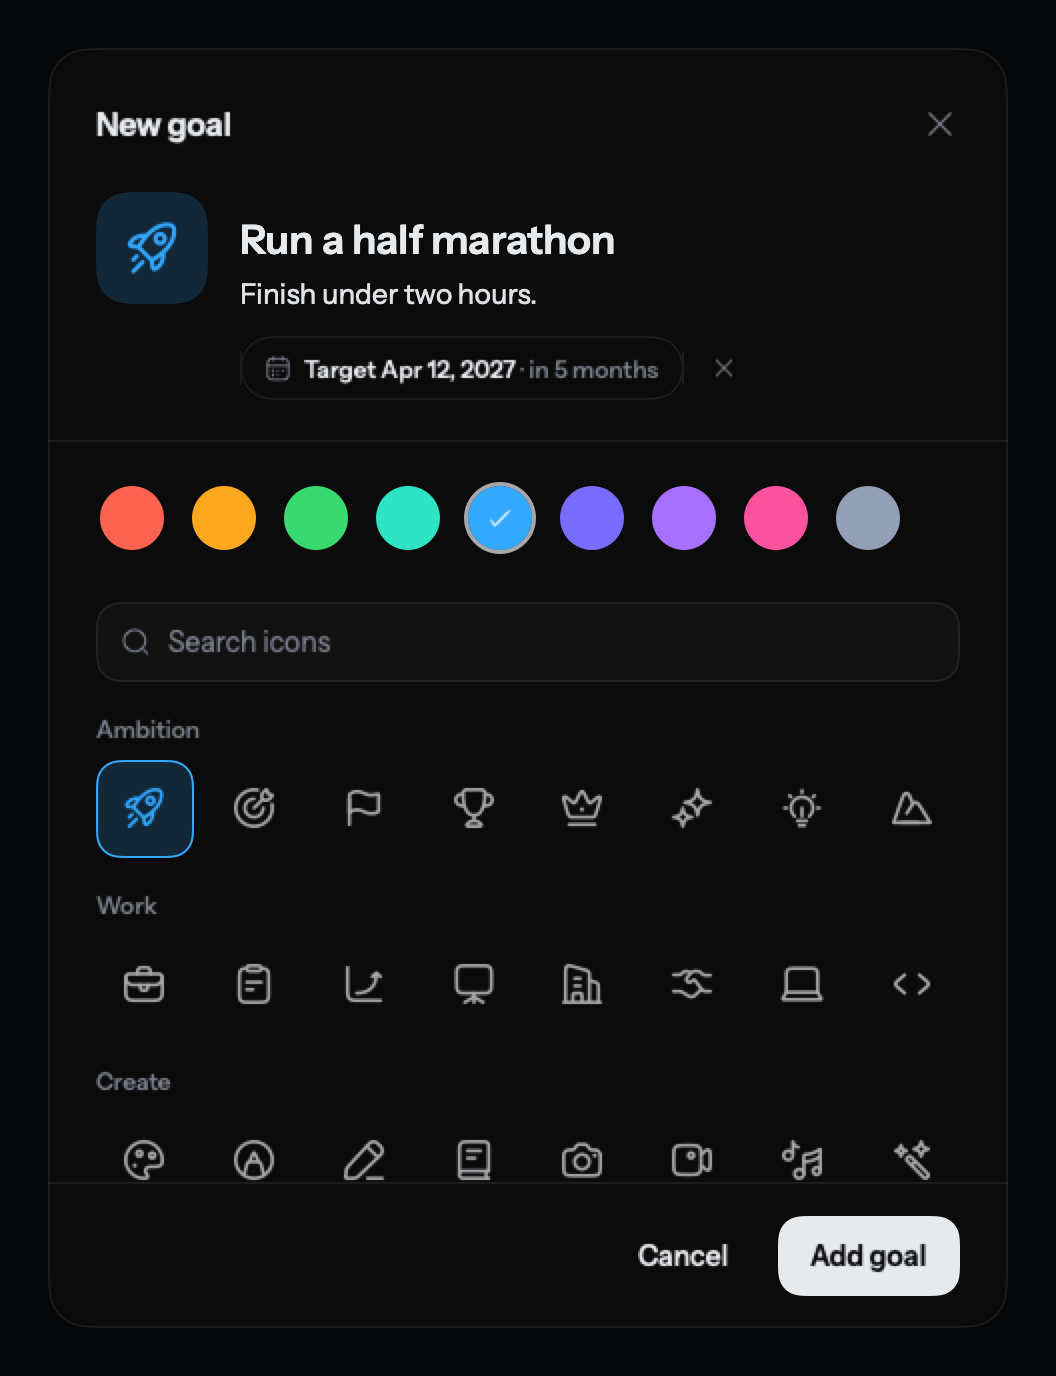 New goal
Run a half marathon
Finish under two hours.
Target Apr 12, 2027 · in 5 months
Search icons
Ambition
Work
Create
Cancel
Add goal